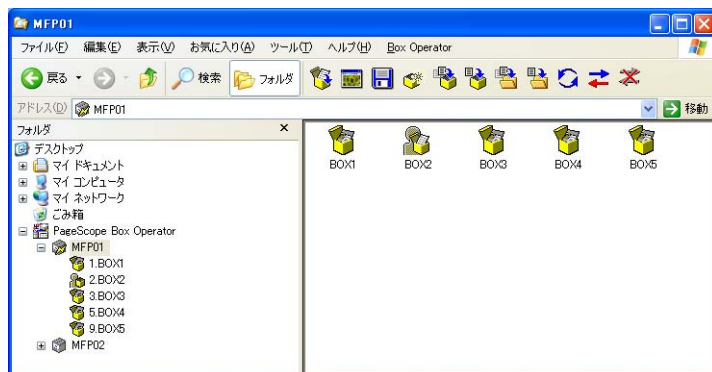 MFP01
ファイル(F) 編集(E) 表示(V) お気に入り(A) ツール(T) ヘルプ(H) Box Operator
戻る 検索 フォルダ
アドレス(D) MFP01 移動
フォルダ ×
デスクトップ
マイ ドキュメント
マイ コンピュータ
マイ ネットワーク
ごみ箱
PageScope Box Operator
MFP01
1.BOX1
2.BOX2
3.BOX3
5.BOX4
9.BOX5
MFP02
BOX1 BOX2 BOX3 BOX4 BOX5